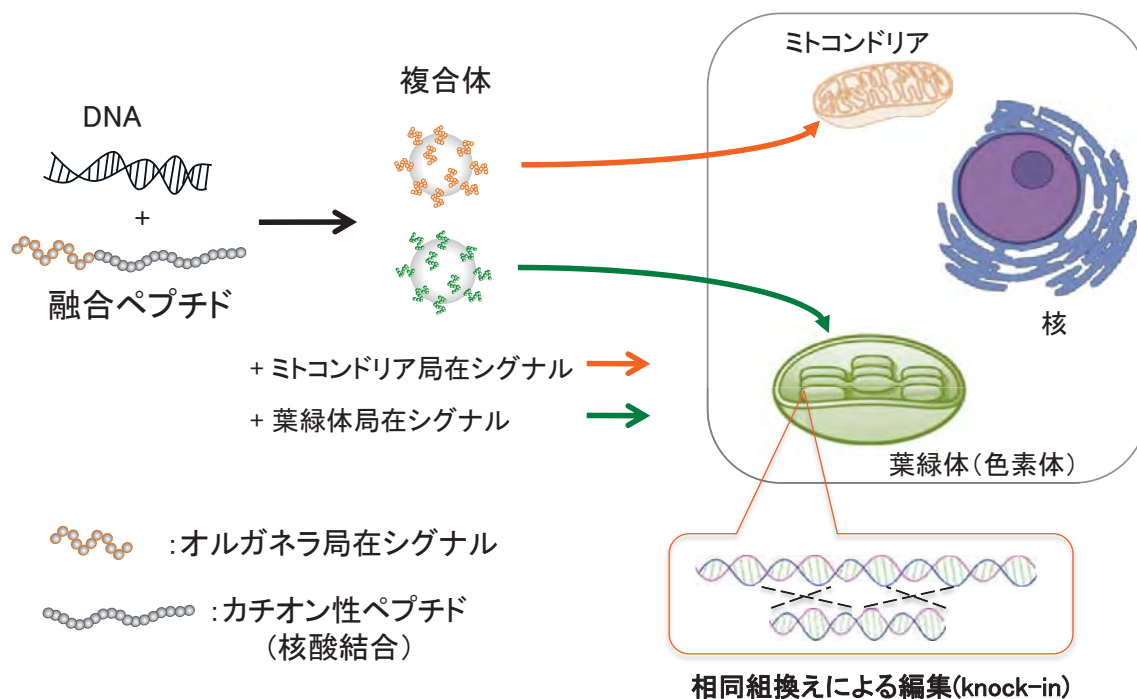 DNA
+
融合ペプチド
複合体
ミトコンドリア
核
葉緑体(色素体)
+ ミトコンドリア局在シグナル
+ 葉緑体局在シグナル
:オルガネラ局在シグナル
:カチオン性ペプチド
(核酸結合)
相同組換えによる編集(knock-in)